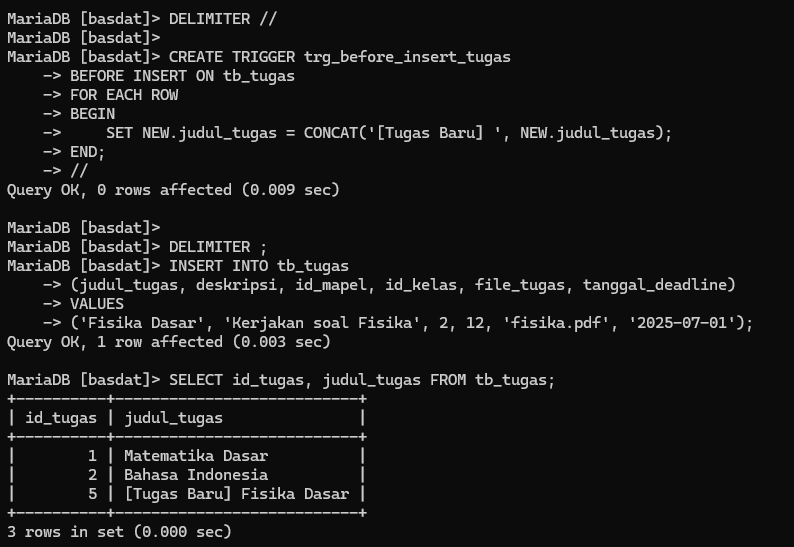 MariaDB [basdat]> DELIMITER //
MariaDB [basdat]>
MariaDB [basdat]> CREATE TRIGGER trg_before_insert_tugas
    -> BEFORE INSERT ON tb_tugas
    -> FOR EACH ROW
    -> BEGIN
    ->     SET NEW.judul_tugas = CONCAT('[Tugas Baru] ', NEW.judul_tugas);
    -> END;
    -> //
Query OK, 0 rows affected (0.009 sec)

MariaDB [basdat]>
MariaDB [basdat]> DELIMITER ;
MariaDB [basdat]> INSERT INTO tb_tugas
    -> (judul_tugas, deskripsi, id_mapel, id_kelas, file_tugas, tanggal_deadline)
    -> VALUES
    -> ('Fisika Dasar', 'Kerjakan soal Fisika', 2, 12, 'fisika.pdf', '2025-07-01');
Query OK, 1 row affected (0.003 sec)

MariaDB [basdat]> SELECT id_tugas, judul_tugas FROM tb_tugas;
+----------+---------------------------+
| id_tugas | judul_tugas               |
+----------+---------------------------+
|        1 | Matematika Dasar          |
|        2 | Bahasa Indonesia          |
|        5 | [Tugas Baru] Fisika Dasar |
+----------+---------------------------+
3 rows in set (0.000 sec)